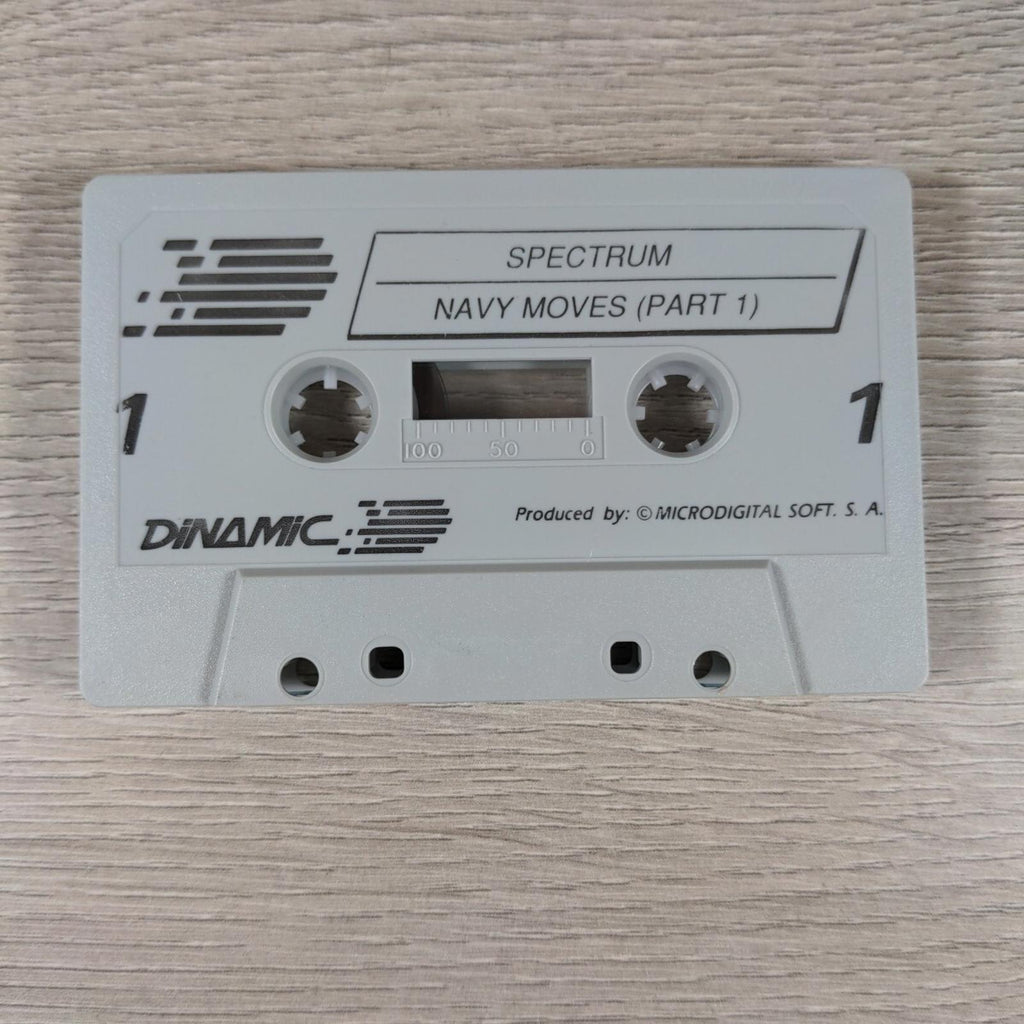 SPECTRUM
NAVY MOVES (PART 1)
1 1
100 50 0
DiNAMiC
Produced by: © MICRODIGITAL SOFT. S. A.